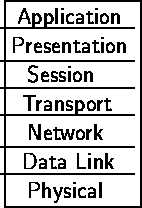 Application
Presentation
Session
Transport
Network
Data Link
Physical